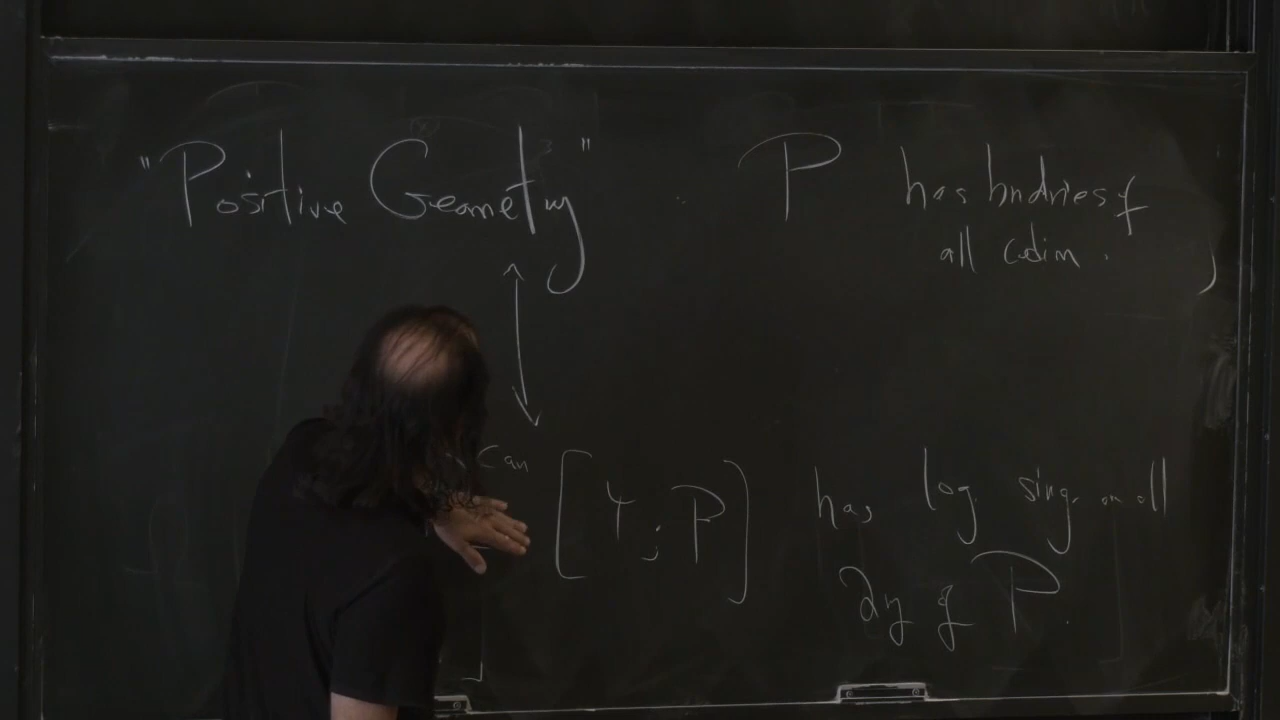 "Positive Geometry"
P has bndries of
all codim.
Can
[Y; P] has log sing. on all
∂y of P.